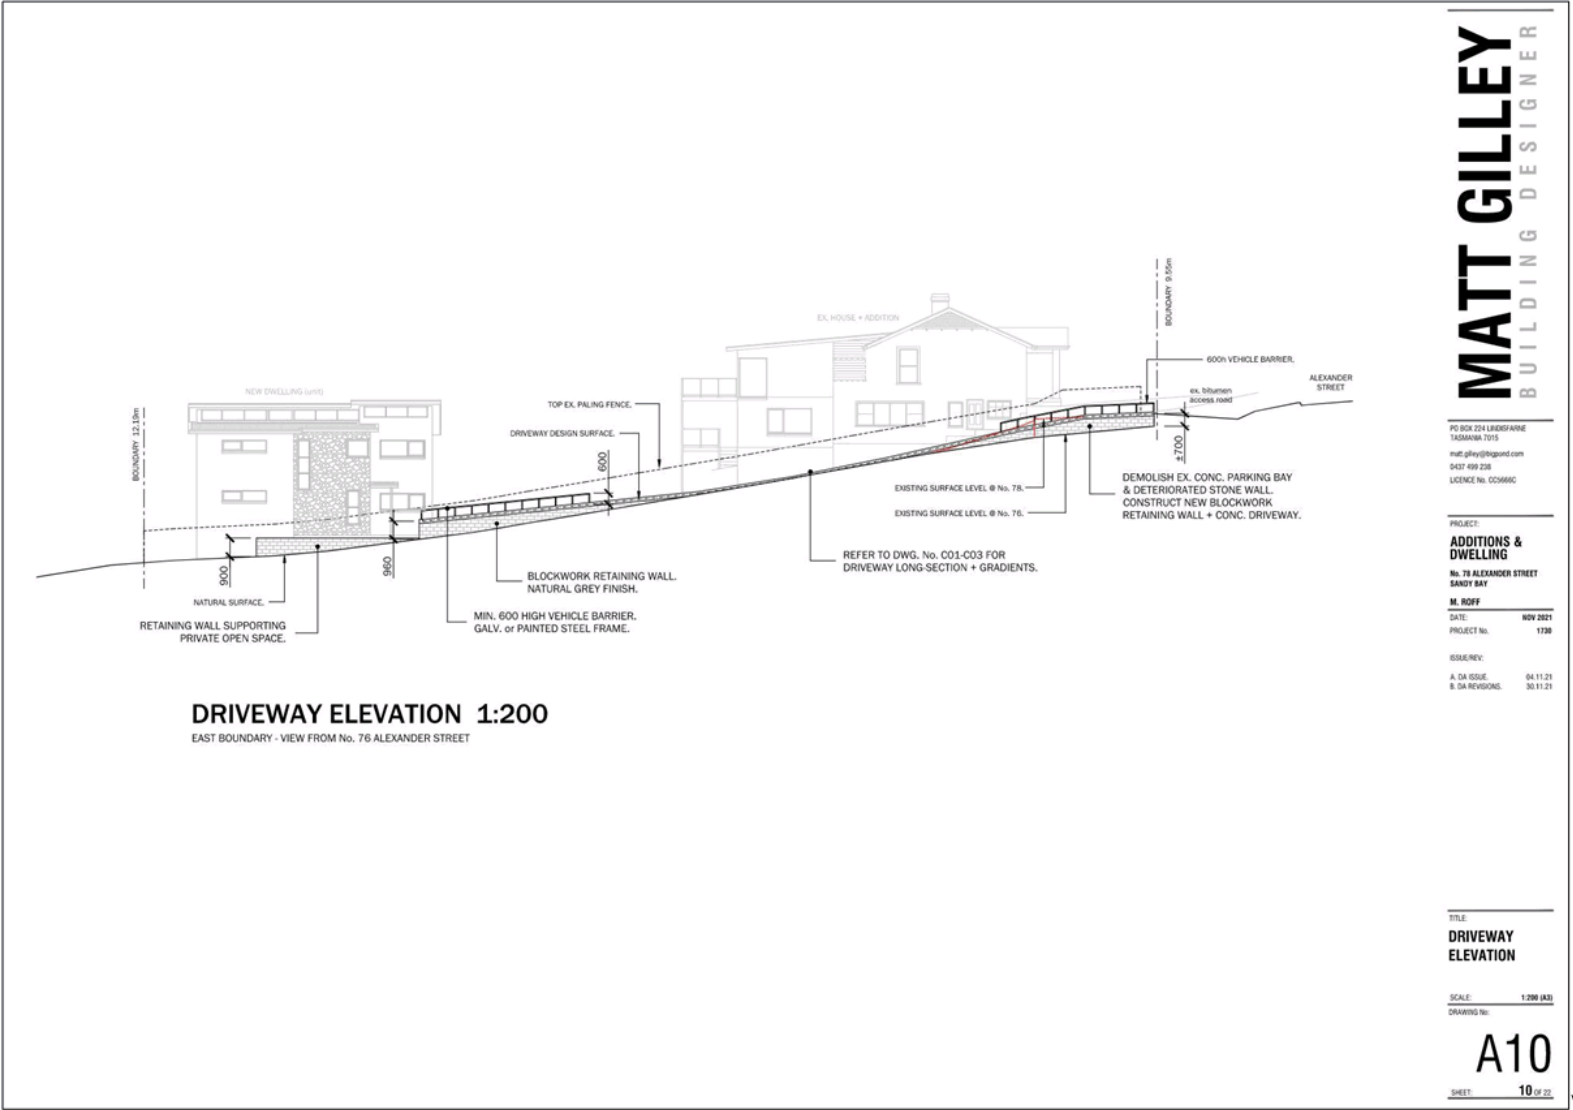 EX. HOUSE + ADDITION
BOUNDARY 9.55m
600h VEHICLE BARRIER.
ALEXANDER
STREET
ex. bitumen
access road
NEW DWELLING (unit)
BOUNDARY 12.19m
TOP EX. PALING FENCE.
DRIVEWAY DESIGN SURFACE.
600
±700
EXISTING SURFACE LEVEL @ No. 78.
EXISTING SURFACE LEVEL @ No. 76.
DEMOLISH EX. CONC. PARKING BAY
& DETERIORATED STONE WALL.
CONSTRUCT NEW BLOCKWORK
RETAINING WALL + CONC. DRIVEWAY.
REFER TO DWG. No. C01-C03 FOR
DRIVEWAY LONG-SECTION + GRADIENTS.
900
960
BLOCKWORK RETAINING WALL.
NATURAL GREY FINISH.
NATURAL SURFACE.
MIN. 600 HIGH VEHICLE BARRIER.
GALV. or PAINTED STEEL FRAME.
RETAINING WALL SUPPORTING
PRIVATE OPEN SPACE.
DRIVEWAY ELEVATION 1:200
EAST BOUNDARY - VIEW FROM No. 76 ALEXANDER STREET
MATT GILLEY
BUILDING DESIGNER
PO BOX 224 LINDISFARNE
TASMANIA 7015
matt.gilley@bigpond.com
0437 499 238
LICENCE No. CC5666C
PROJECT:
ADDITIONS &
DWELLING
No. 78 ALEXANDER STREET
SANDY BAY
M. ROFF
DATE: NOV 2021
PROJECT No. 1730
ISSUE/REV:
A. DA ISSUE. 04.11.21
B. DA REVISIONS. 30.11.21
TITLE:
DRIVEWAY
ELEVATION
SCALE: 1:200 (A3)
DRAWING No:
A10
SHEET: 10 OF 22